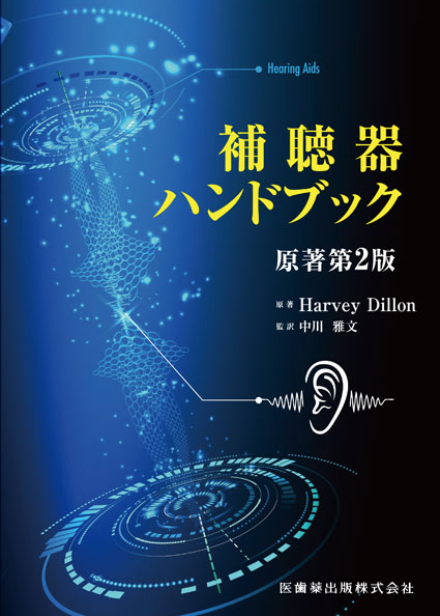 Hearing Aids
補聴器
ハンドブック
原著第2版
原著 Harvey Dillon
監訳 中川 雅文
医歯薬出版株式会社